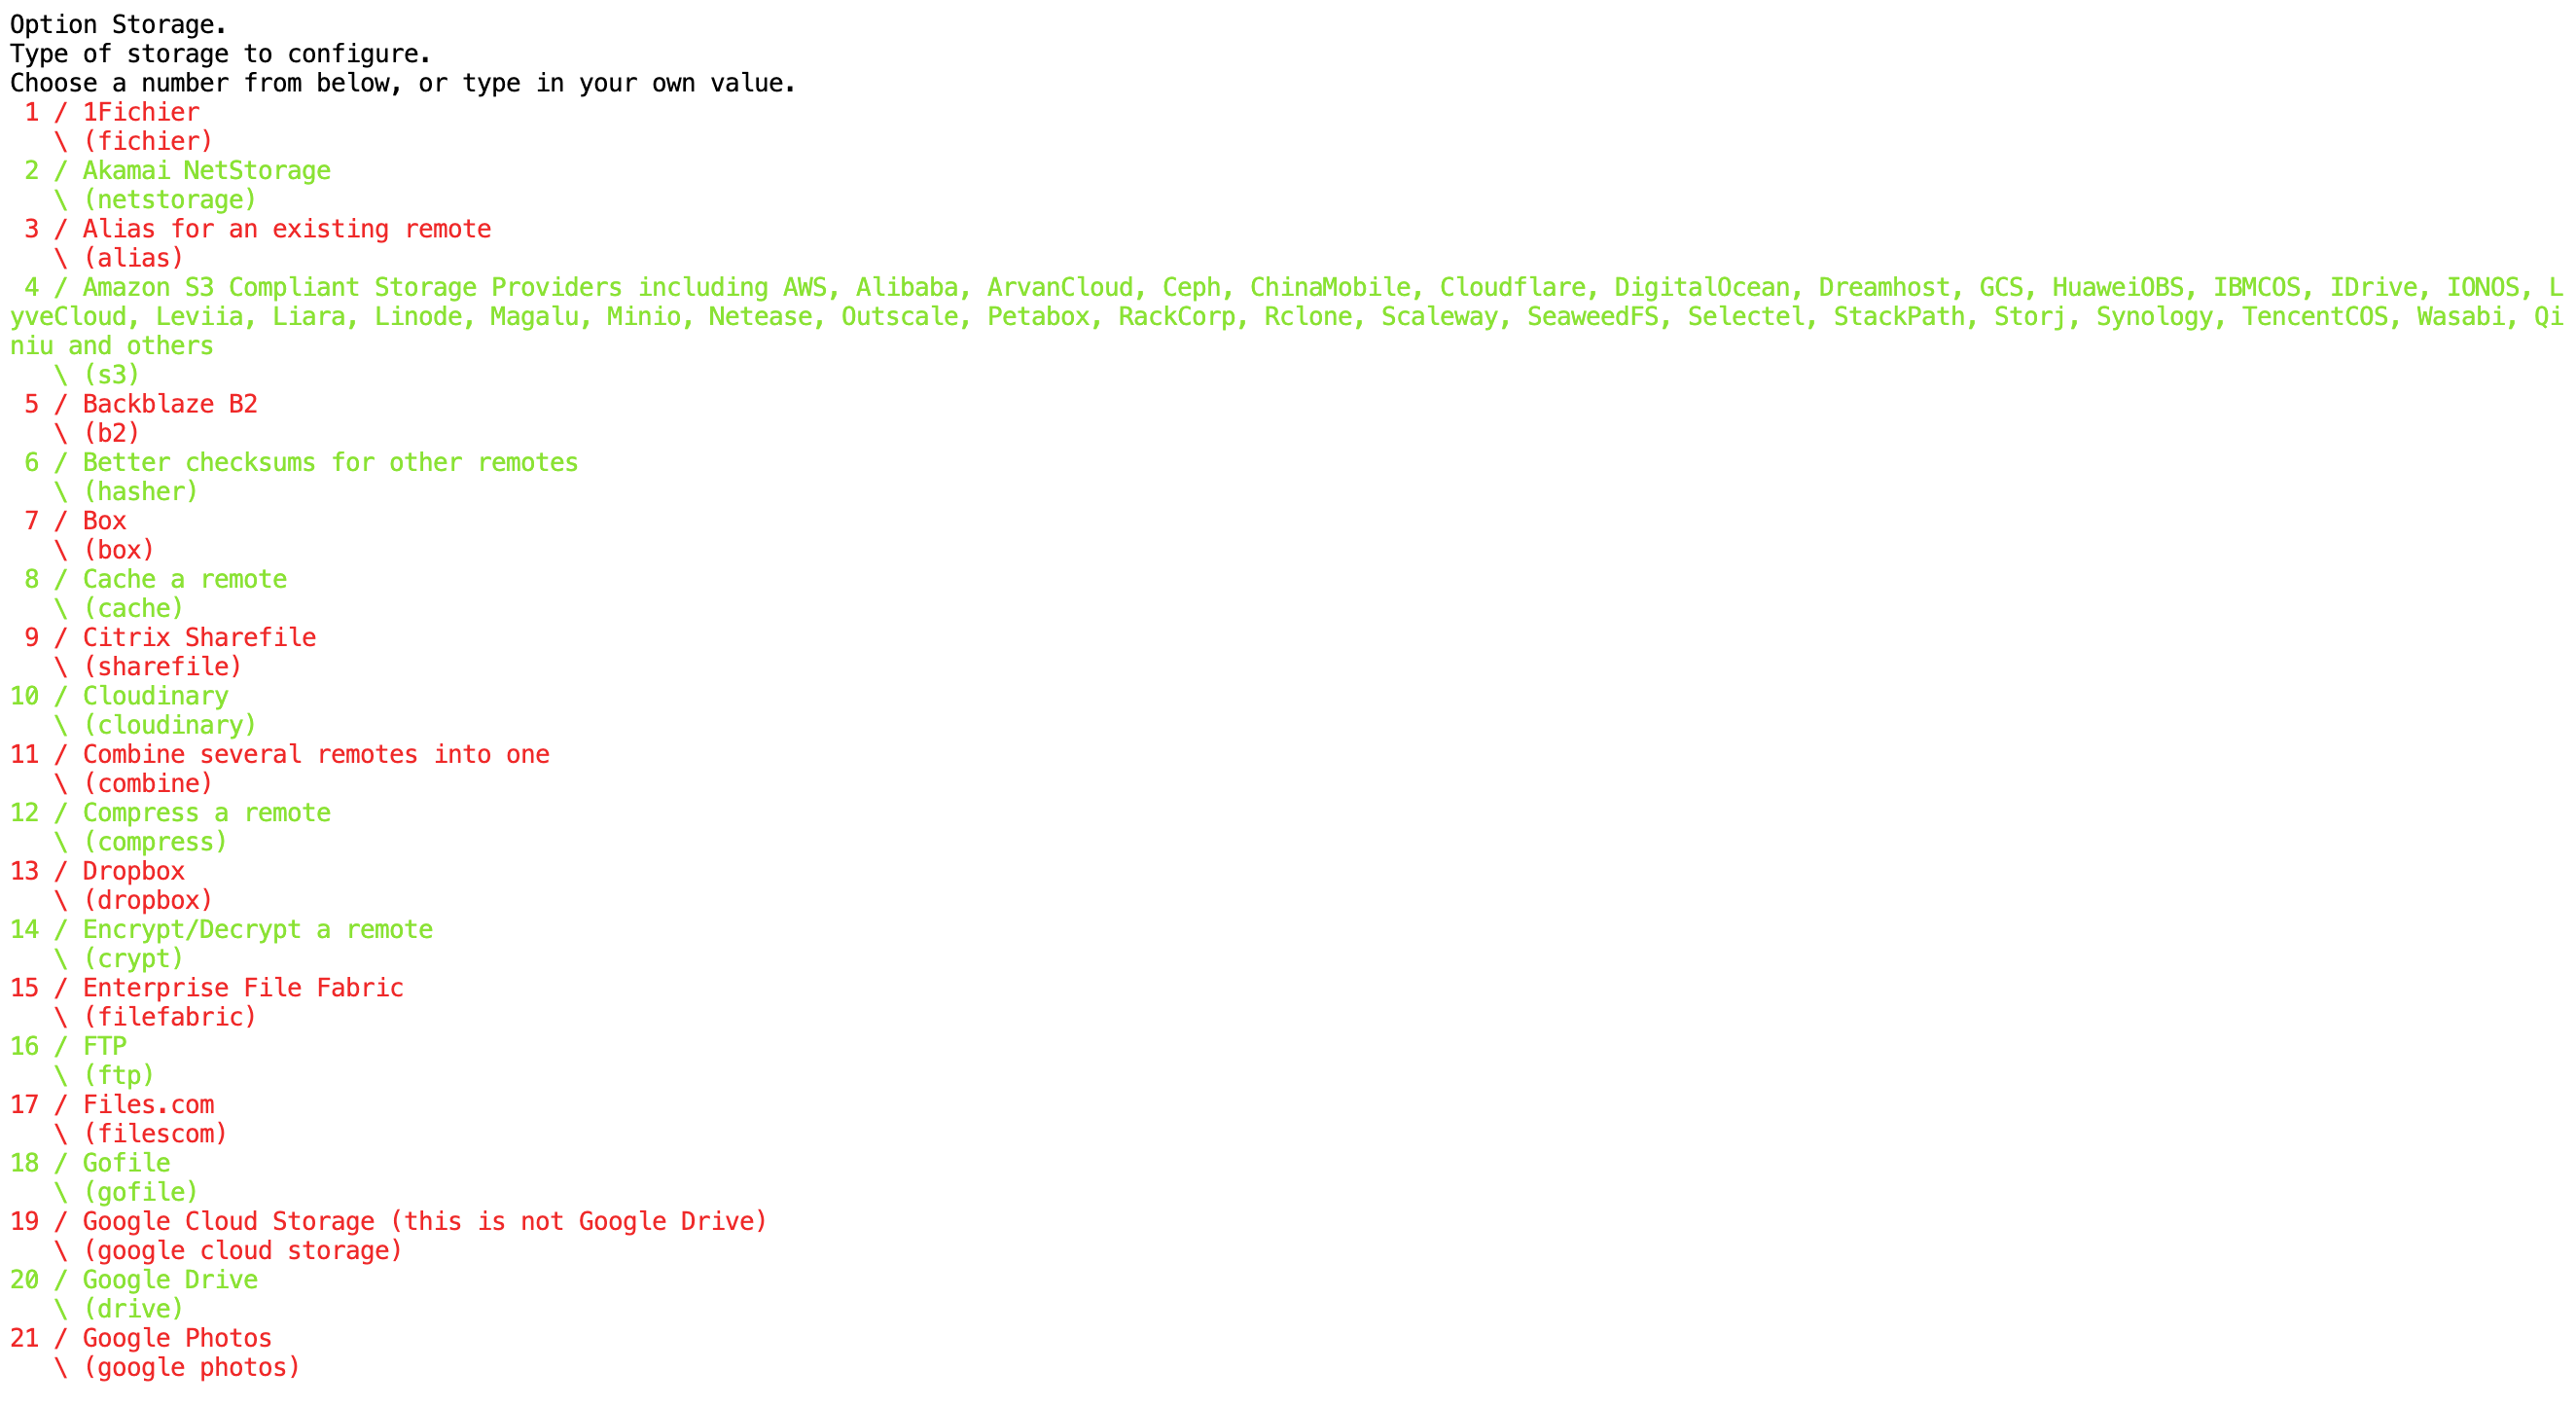 Option Storage.
Type of storage to configure.
Choose a number from below, or type in your own value.
 1 / 1Fichier
   \ (fichier)
 2 / Akamai NetStorage
   \ (netstorage)
 3 / Alias for an existing remote
   \ (alias)
 4 / Amazon S3 Compliant Storage Providers including AWS, Alibaba, ArvanCloud, Ceph, ChinaMobile, Cloudflare, DigitalOcean, Dreamhost, GCS, HuaweiOBS, IBMCOS, IDrive, IONOS, L
yveCloud, Leviia, Liara, Linode, Magalu, Minio, Netease, Outscale, Petabox, RackCorp, Rclone, Scaleway, SeaweedFS, Selectel, StackPath, Storj, Synology, TencentCOS, Wasabi, Qi
niu and others
   \ (s3)
 5 / Backblaze B2
   \ (b2)
 6 / Better checksums for other remotes
   \ (hasher)
 7 / Box
   \ (box)
 8 / Cache a remote
   \ (cache)
 9 / Citrix Sharefile
   \ (sharefile)
10 / Cloudinary
   \ (cloudinary)
11 / Combine several remotes into one
   \ (combine)
12 / Compress a remote
   \ (compress)
13 / Dropbox
   \ (dropbox)
14 / Encrypt/Decrypt a remote
   \ (crypt)
15 / Enterprise File Fabric
   \ (filefabric)
16 / FTP
   \ (ftp)
17 / Files.com
   \ (filescom)
18 / Gofile
   \ (gofile)
19 / Google Cloud Storage (this is not Google Drive)
   \ (google cloud storage)
20 / Google Drive
   \ (drive)
21 / Google Photos
   \ (google photos)